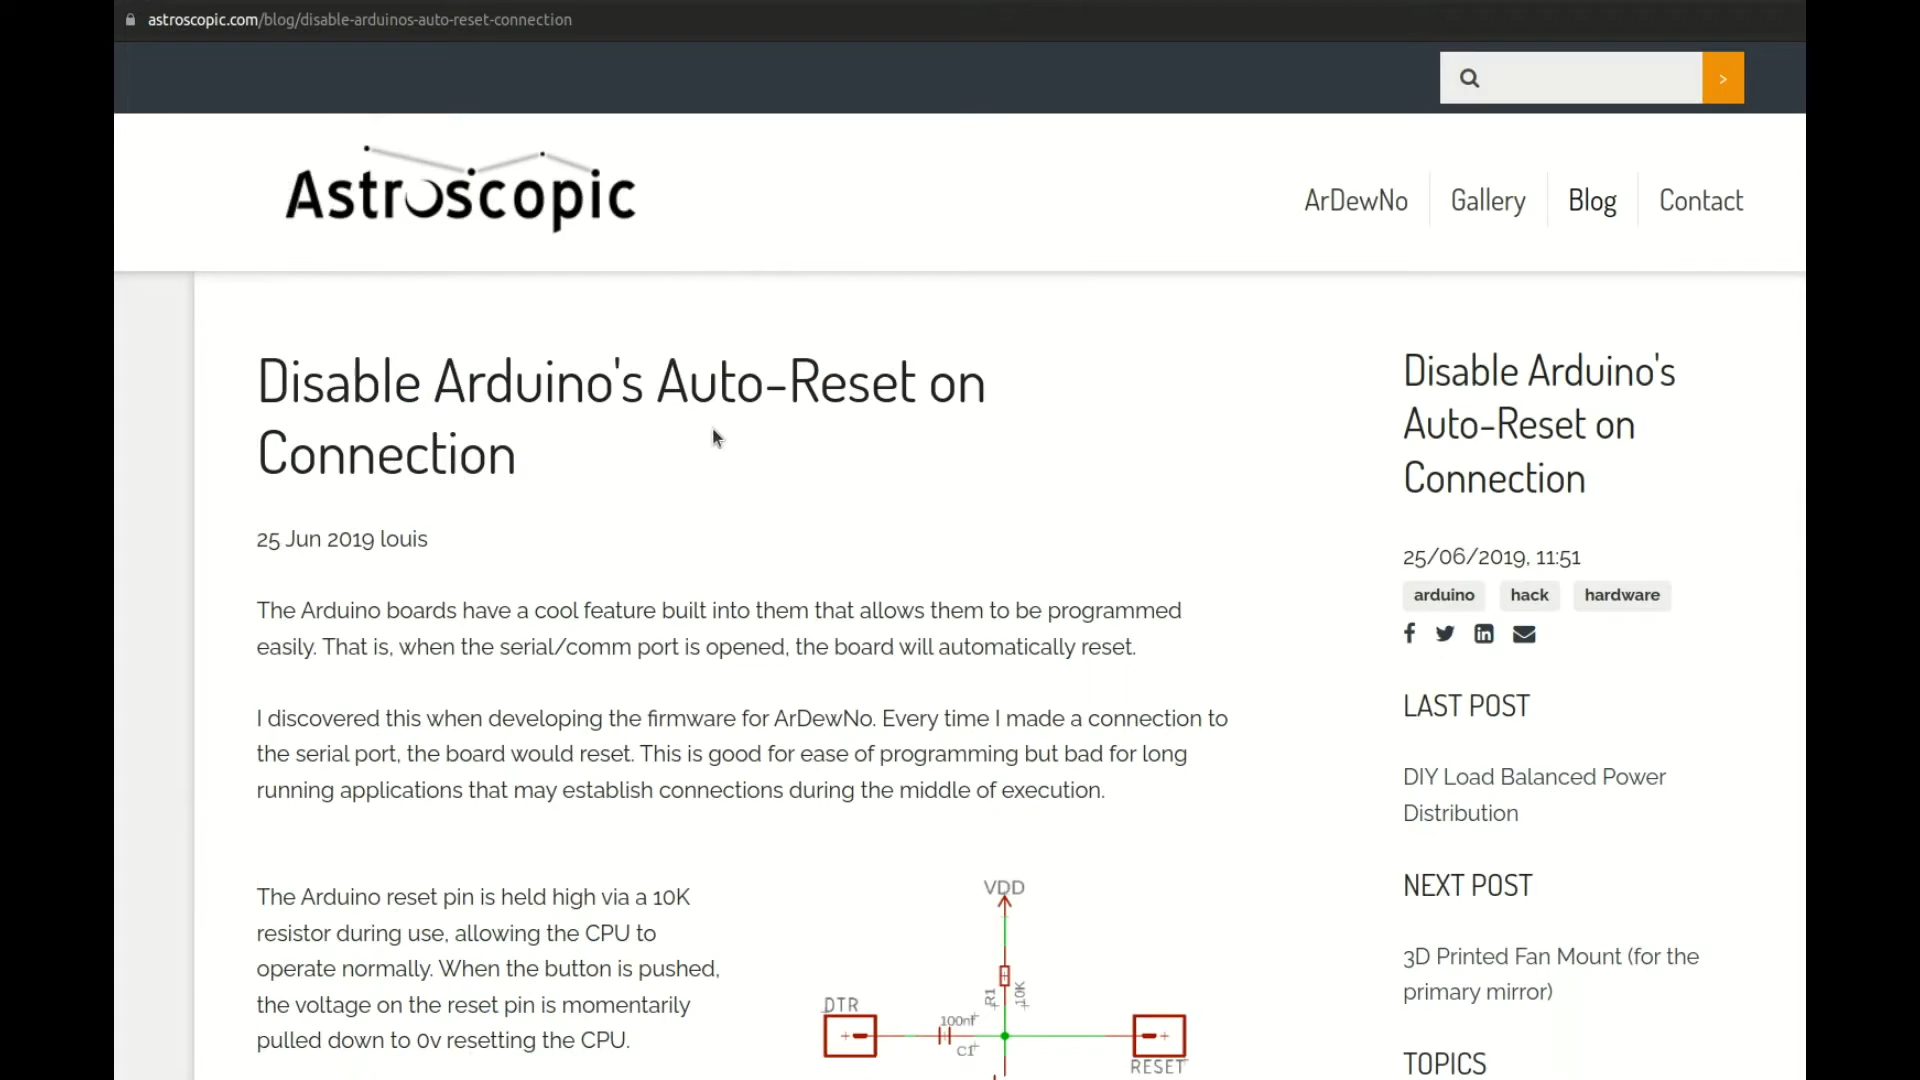 astroscopic.com/blog/disable-arduinos-auto-reset-connection
>
Astroscopic
ArDewNo
Gallery
Blog
Contact
Disable Arduino's Auto-Reset on
Connection
25 Jun 2019 louis
The Arduino boards have a cool feature built into them that allows them to be programmed
easily. That is, when the serial/comm port is opened, the board will automatically reset.
I discovered this when developing the firmware for ArDewNo. Every time I made a connection to
the serial port, the board would reset. This is good for ease of programming but bad for long
running applications that may establish connections during the middle of execution.
The Arduino reset pin is held high via a 10K
resistor during use, allowing the CPU to
operate normally. When the button is pushed,
the voltage on the reset pin is momentarily
pulled down to 0v resetting the CPU.
VDD
R1
10K
DTR
100nf
C1
RESET
Disable Arduino's
Auto-Reset on
Connection
25/06/2019, 11:51
arduino
hack
hardware
LAST POST
DIY Load Balanced Power
Distribution
NEXT POST
3D Printed Fan Mount (for the
primary mirror)
TOPICS